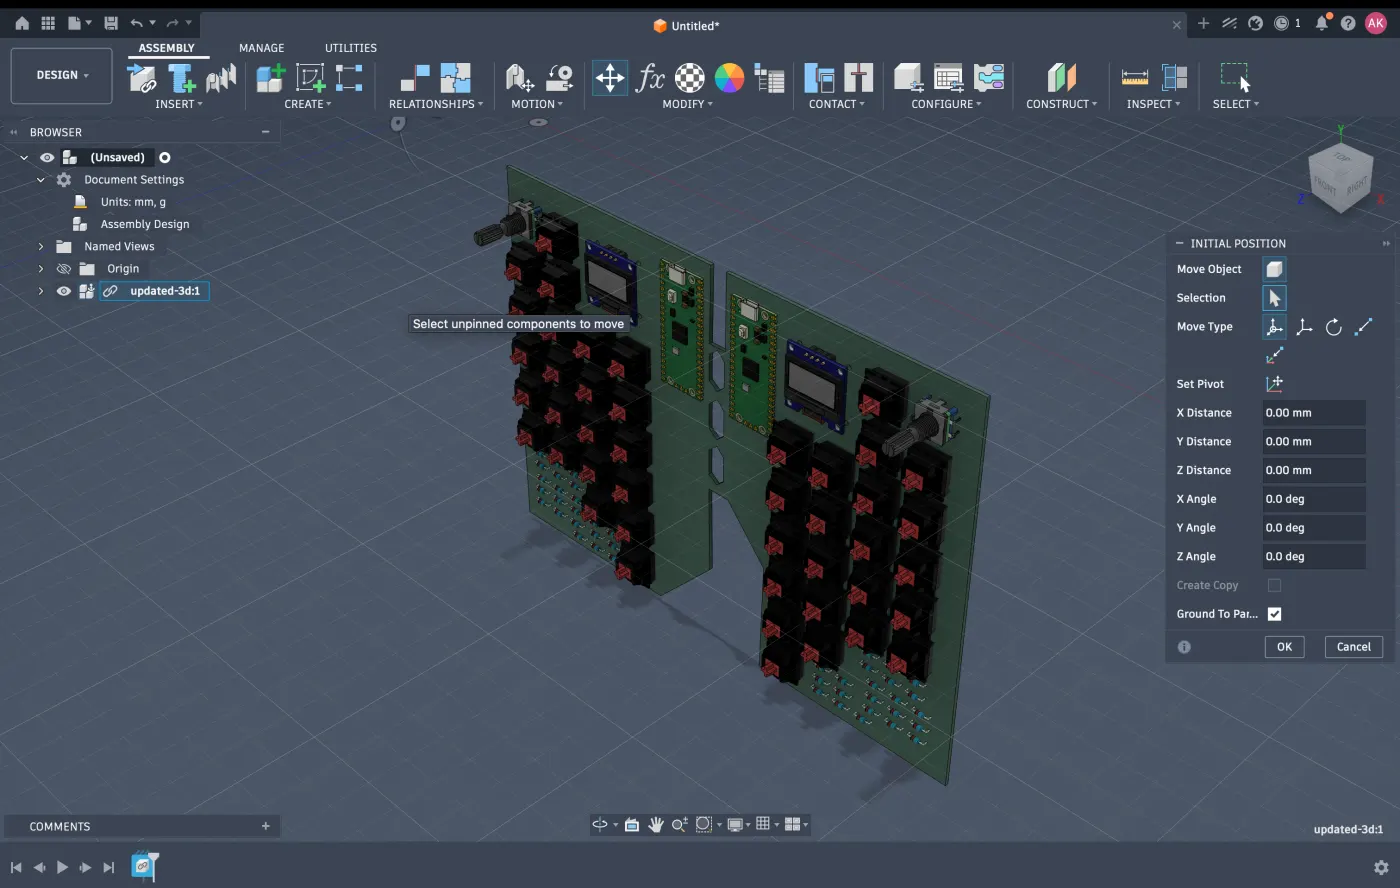 Untitled*
1
AK
DESIGN
ASSEMBLY
MANAGE
UTILITIES
INSERT
CREATE
RELATIONSHIPS
MOTION
MODIFY
CONTACT
CONFIGURE
CONSTRUCT
INSPECT
SELECT
BROWSER
(Unsaved)
Document Settings
Units: mm, g
Assembly Design
Named Views
Origin
updated-3d:1
Select unpinned components to move
Y
TOP
FRONT
RIGHT
Z
X
INITIAL POSITION
Move Object
Selection
Move Type
Set Pivot
X Distance
0.00 mm
Y Distance
0.00 mm
Z Distance
0.00 mm
X Angle
0.0 deg
Y Angle
0.0 deg
Z Angle
0.0 deg
Create Copy
Ground To Par...
OK
Cancel
COMMENTS
updated-3d:1